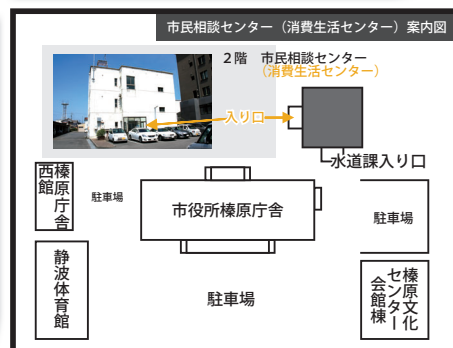 市民相談センター（消費生活センター）案内図
２階　市民相談センター
（消費生活センター）
入り口
水道課入り口
榛原庁舎
西館
駐車場
市役所榛原庁舎
駐車場
静波体育館
駐車場
榛原文化
センター
会館棟